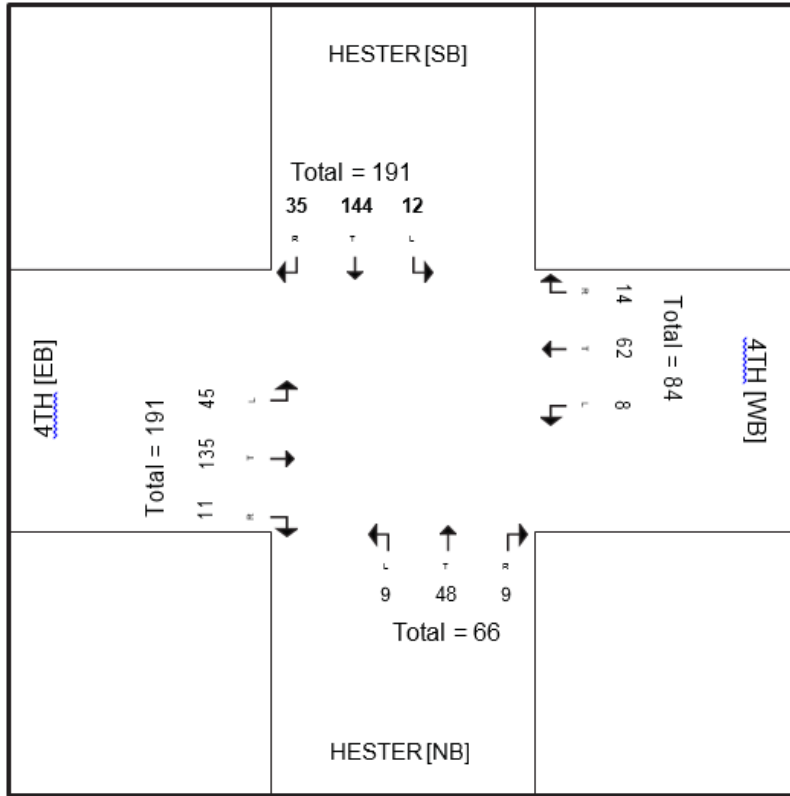 HESTER [SB]
Total = 191
35 144 12
R T L
4TH [EB]
Total = 191
45 L
135 T
11 R
R 14
T 62
L 8
Total = 84
4TH [WB]
L T R
9 48 9
Total = 66
HESTER [NB]